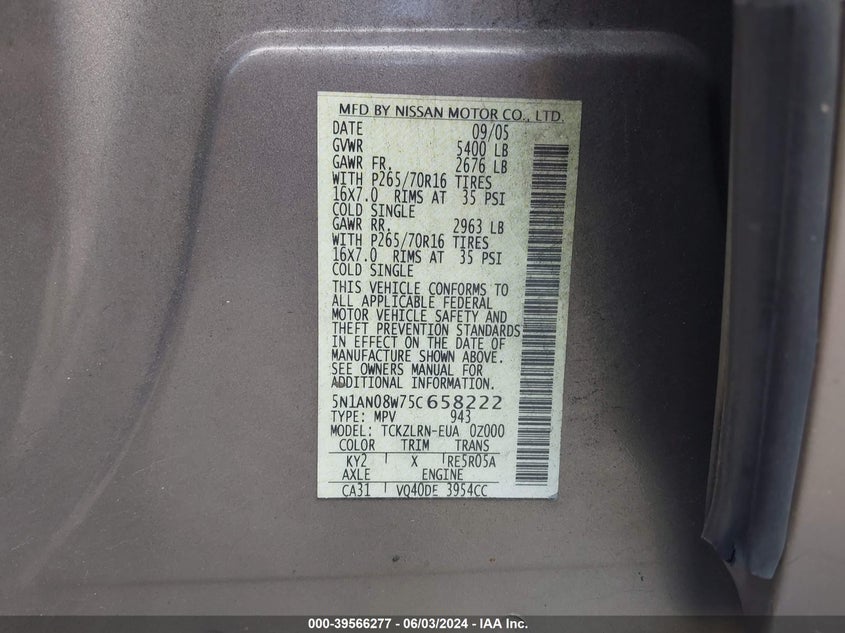 MFD BY NISSAN MOTOR CO., LTD.
DATE 09/05
GVWR 5400 LB
GAWR FR. 2676 LB
WITH P265/70R16 TIRES
16X7.0 RIMS AT 35 PSI
COLD SINGLE
GAWR RR. 2963 LB
WITH P265/70R16 TIRES
16X7.0 RIMS AT 35 PSI
COLD SINGLE
THIS VEHICLE CONFORMS TO
ALL APPLICABLE FEDERAL
MOTOR VEHICLE SAFETY AND
THEFT PREVENTION STANDARDS
IN EFFECT ON THE DATE OF
MANUFACTURE SHOWN ABOVE.
SEE OWNERS MANUAL FOR
ADDITIONAL INFORMATION.
5N1AN08W75C658222
TYPE: MPV 943
MODEL: TCKZLRN-EUA 0Z000
COLOR TRIM TRANS
KY2 X RE5R05A
AXLE ENGINE
CA31 VQ40DE 3954CC
000-39566277 - 06/03/2024 - IAA Inc.